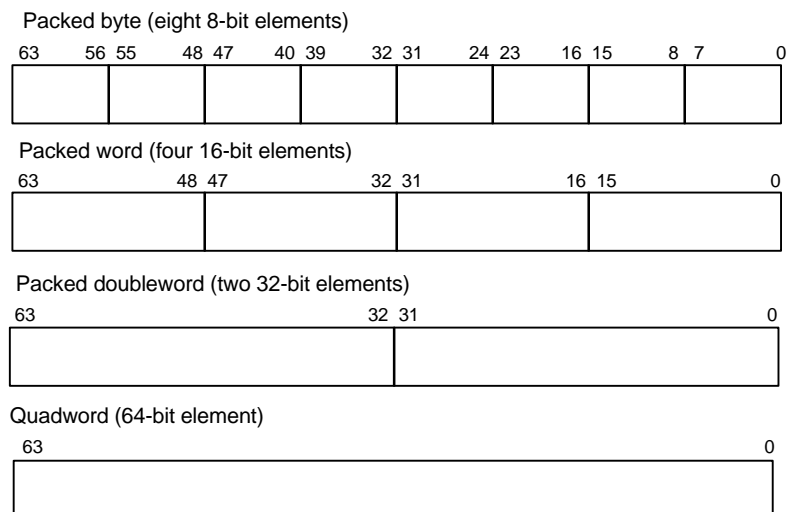 Packed byte (eight 8-bit elements)
63 56 55 48 47 40 39 32 31 24 23 16 15 8 7 0
Packed word (four 16-bit elements)
63 48 47 32 31 16 15 0
Packed doubleword (two 32-bit elements)
63 32 31 0
Quadword (64-bit element)
63 0